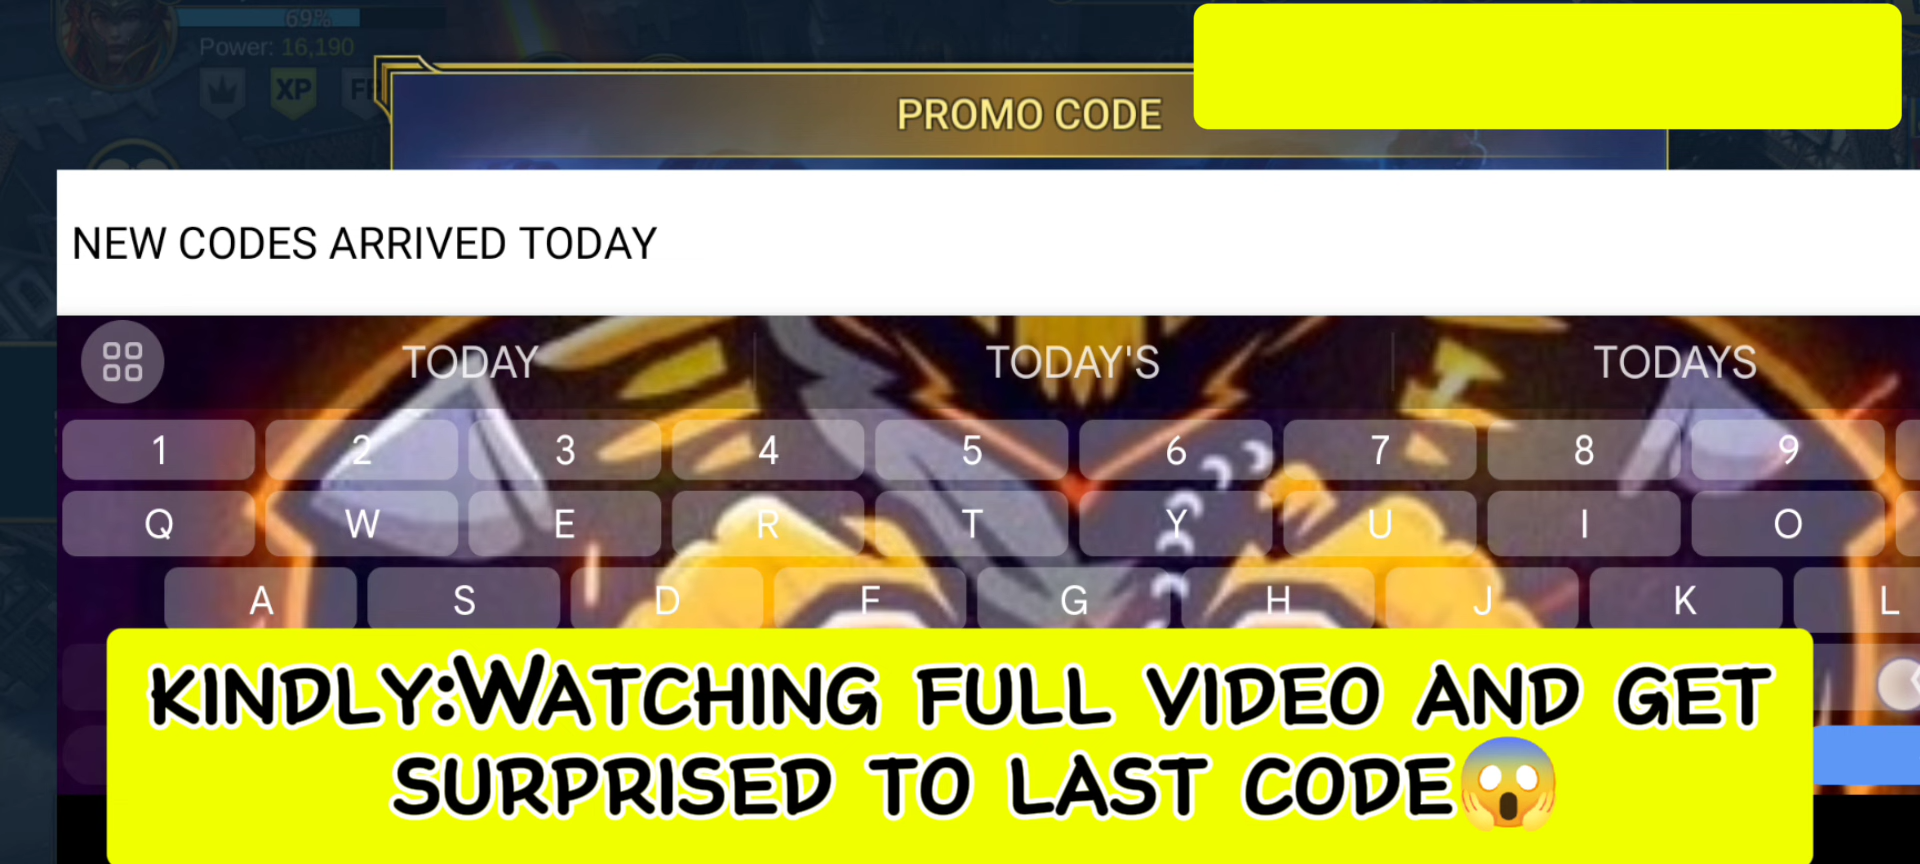 69%
Power: 16,190
XP
PROMO CODE
NEW CODES ARRIVED TODAY
TODAY TODAY'S TODAYS
1 2 3 4 5 6 7 8 9
Q W E R T Y U I O
A S D F G H J K L
KINDLY:WATCHING FULL VIDEO AND GET
SURPRISED TO LAST CODE😱